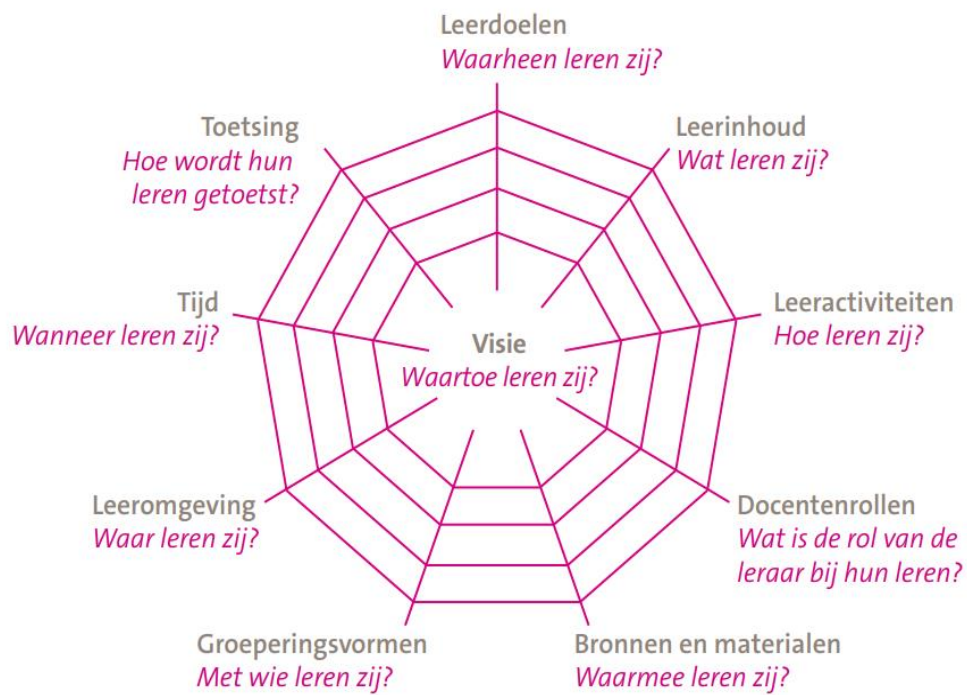 Leerdoelen
Waarheen leren zij?
Leerinhoud
Wat leren zij?
Leeractiviteiten
Hoe leren zij?
Docentenrollen
Wat is de rol van de
leraar bij hun leren?
Bronnen en materialen
Waarmee leren zij?
Groeperingsvormen
Met wie leren zij?
Leeromgeving
Waar leren zij?
Tijd
Wanneer leren zij?
Toetsing
Hoe wordt hun
leren getoetst?
Visie
Waartoe leren zij?